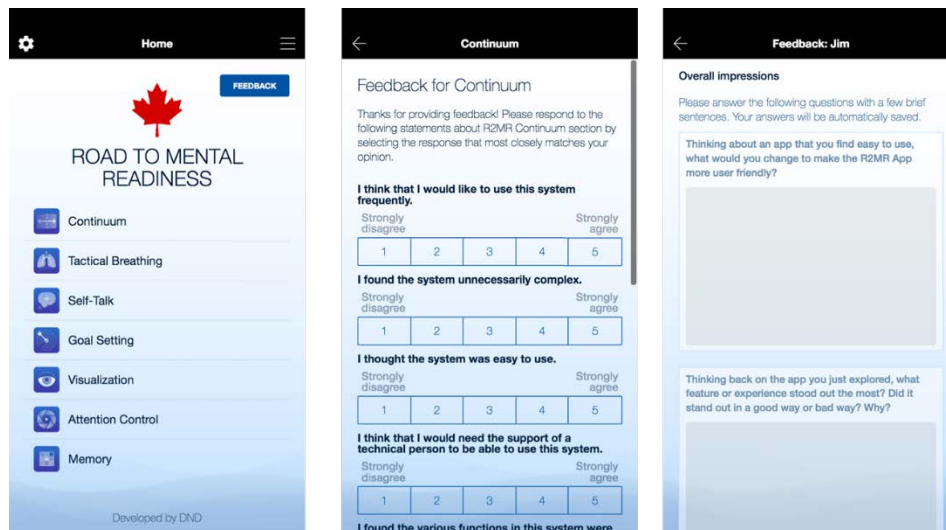 Home
FEEDBACK
ROAD TO MENTAL
READINESS
Continuum
Tactical Breathing
Self-Talk
Goal Setting
Visualization
Attention Control
Memory
Developed by DND
Continuum
Feedback for Continuum
Thanks for providing feedback! Please respond to the
following statements about R2MR Continuum section by
selecting the response that most closely matches your
opinion.
I think that I would like to use this system
frequently.
Strongly disagree Strongly agree
1 2 3 4 5
I found the system unnecessarily complex.
Strongly disagree Strongly agree
1 2 3 4 5
I thought the system was easy to use.
Strongly disagree Strongly agree
1 2 3 4 5
I think that I would need the support of a
technical person to be able to use this system.
Strongly disagree Strongly agree
1 2 3 4 5
I found the various functions in this system were
Feedback: Jim
Overall impressions
Please answer the following questions with a few brief
sentences. Your answers will be automatically saved.
Thinking about an app that you find easy to use,
what would you change to make the R2MR App
more user friendly?
Thinking back on the app you just explored, what
feature or experience stood out the most? Did it
stand out in a good way or bad way? Why?